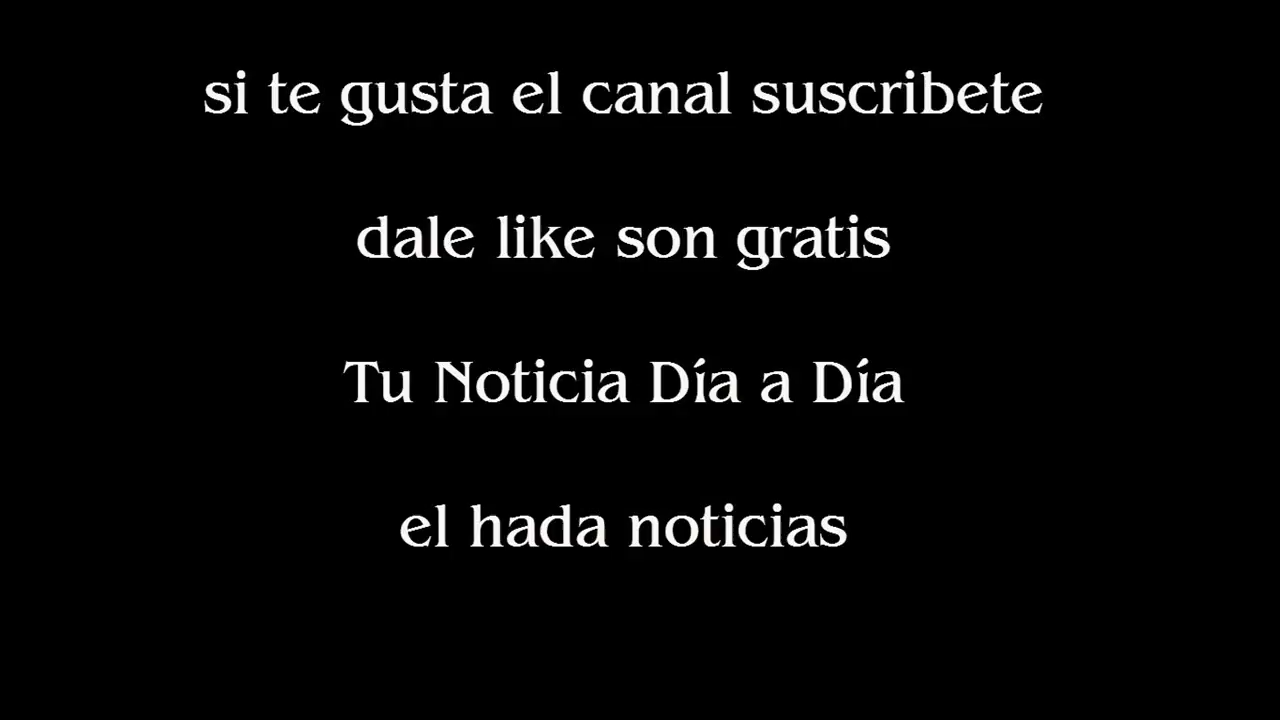 si te gusta el canal suscribete
dale like son gratis
Tu Noticia Día a Día
el hada noticias